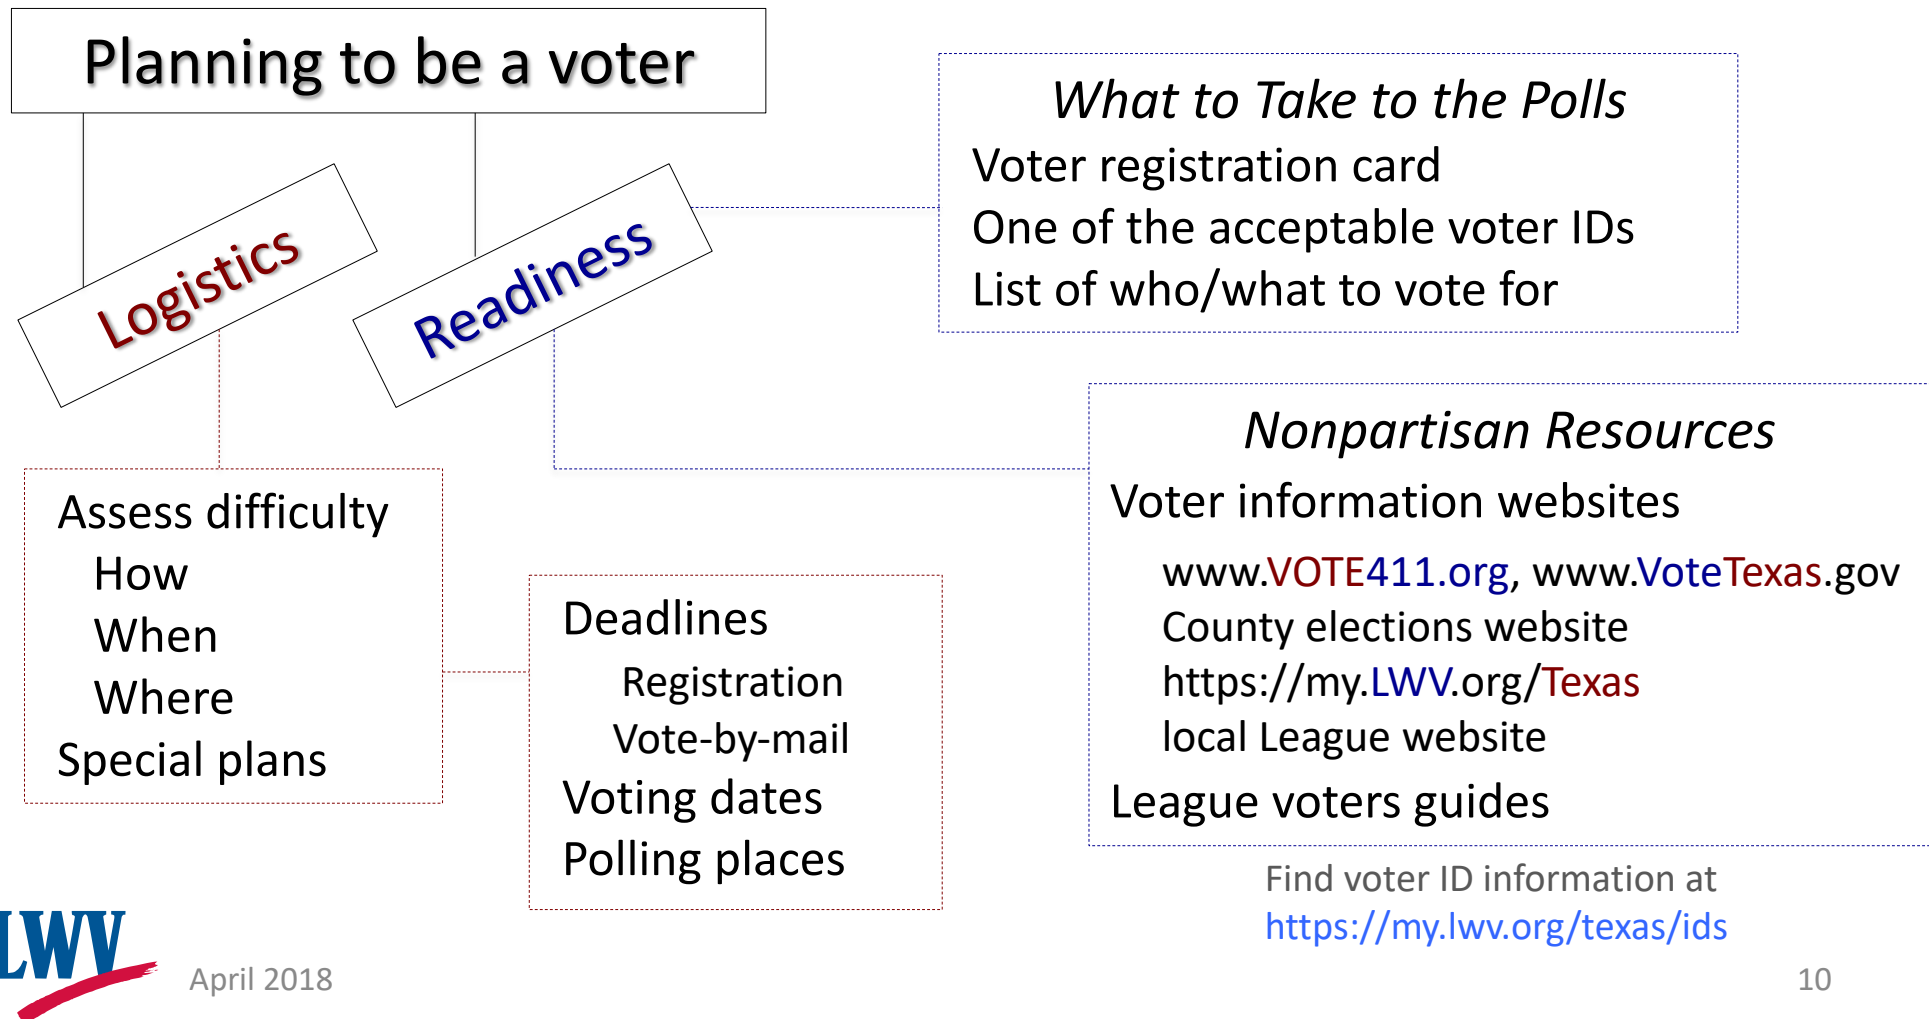 Planning to be a voter
Logistics
Readiness
What to Take to the Polls
Voter registration card
One of the acceptable voter IDs
List of who/what to vote for
Assess difficulty
How
When
Where
Special plans
Deadlines
Registration
Vote-by-mail
Voting dates
Polling places
Nonpartisan Resources
Voter information websites
www.VOTE411.org, www.VoteTexas.gov
County elections website
https://my.LWV.org/Texas
local League website
League voters guides
Find voter ID information at
https://my.lwv.org/texas/ids
LWV
April 2018
10